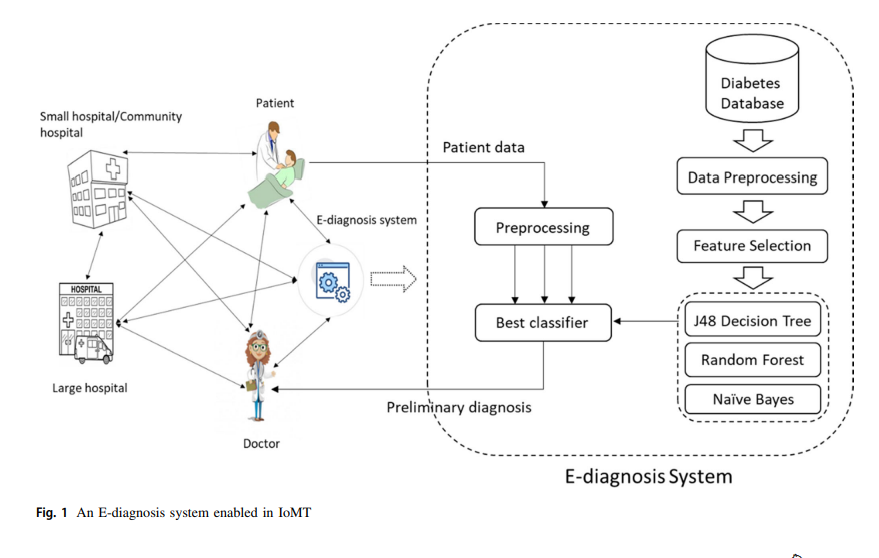 Small hospital/Community
hospital
Patient
E-diagnosis system
HOSPITAL
Large hospital
Doctor
Patient data
Preprocessing
Best classifier
Preliminary diagnosis
Diabetes
Database
Data Preprocessing
Feature Selection
J48 Decision Tree
Random Forest
Naïve Bayes
E-diagnosis System
Fig. 1 An E-diagnosis system enabled in IoMT